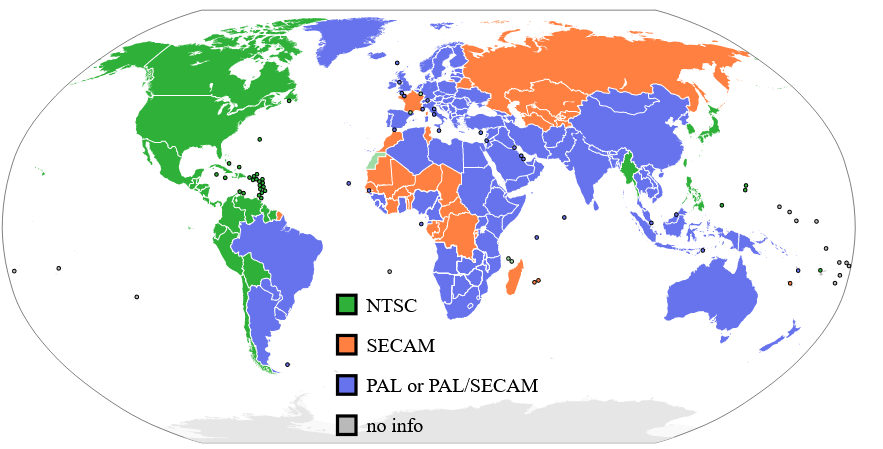 NTSC
SECAM
PAL or PAL/SECAM
no info